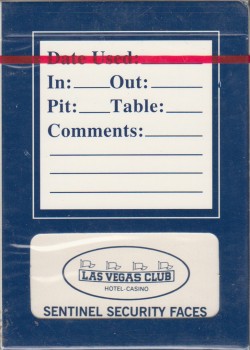 Date Used:
In: Out:
Pit: Table:
Comments:
LAS VEGAS CLUB
HOTEL-CASINO
SENTINEL SECURITY FACES